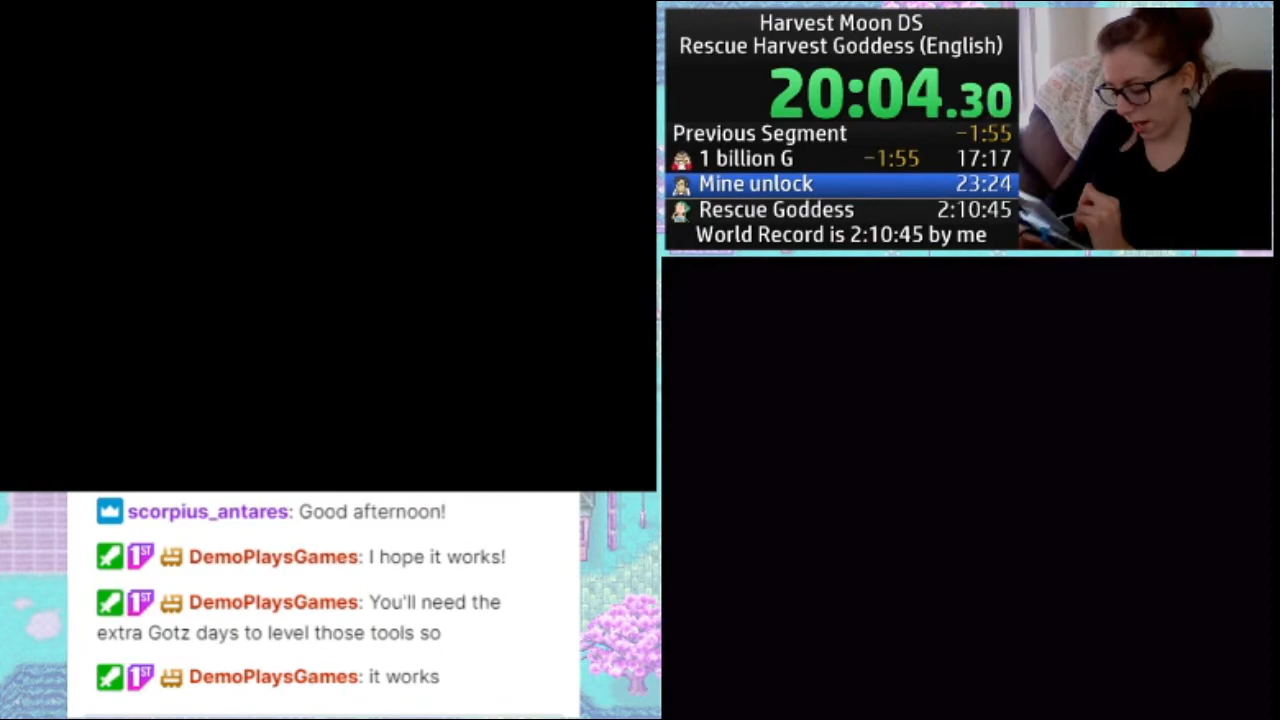 Harvest Moon DS
Rescue Harvest Goddess (English)
20:04.30
Previous Segment -1:55
1 billion G -1:55 17:17
Mine unlock 23:24
Rescue Goddess 2:10:45
World Record is 2:10:45 by me
scorpius_antares: Good afternoon!
1ST DemoPlaysGames: I hope it works!
1ST DemoPlaysGames: You'll need the
extra Gotz days to level those tools so
1ST DemoPlaysGames: it works